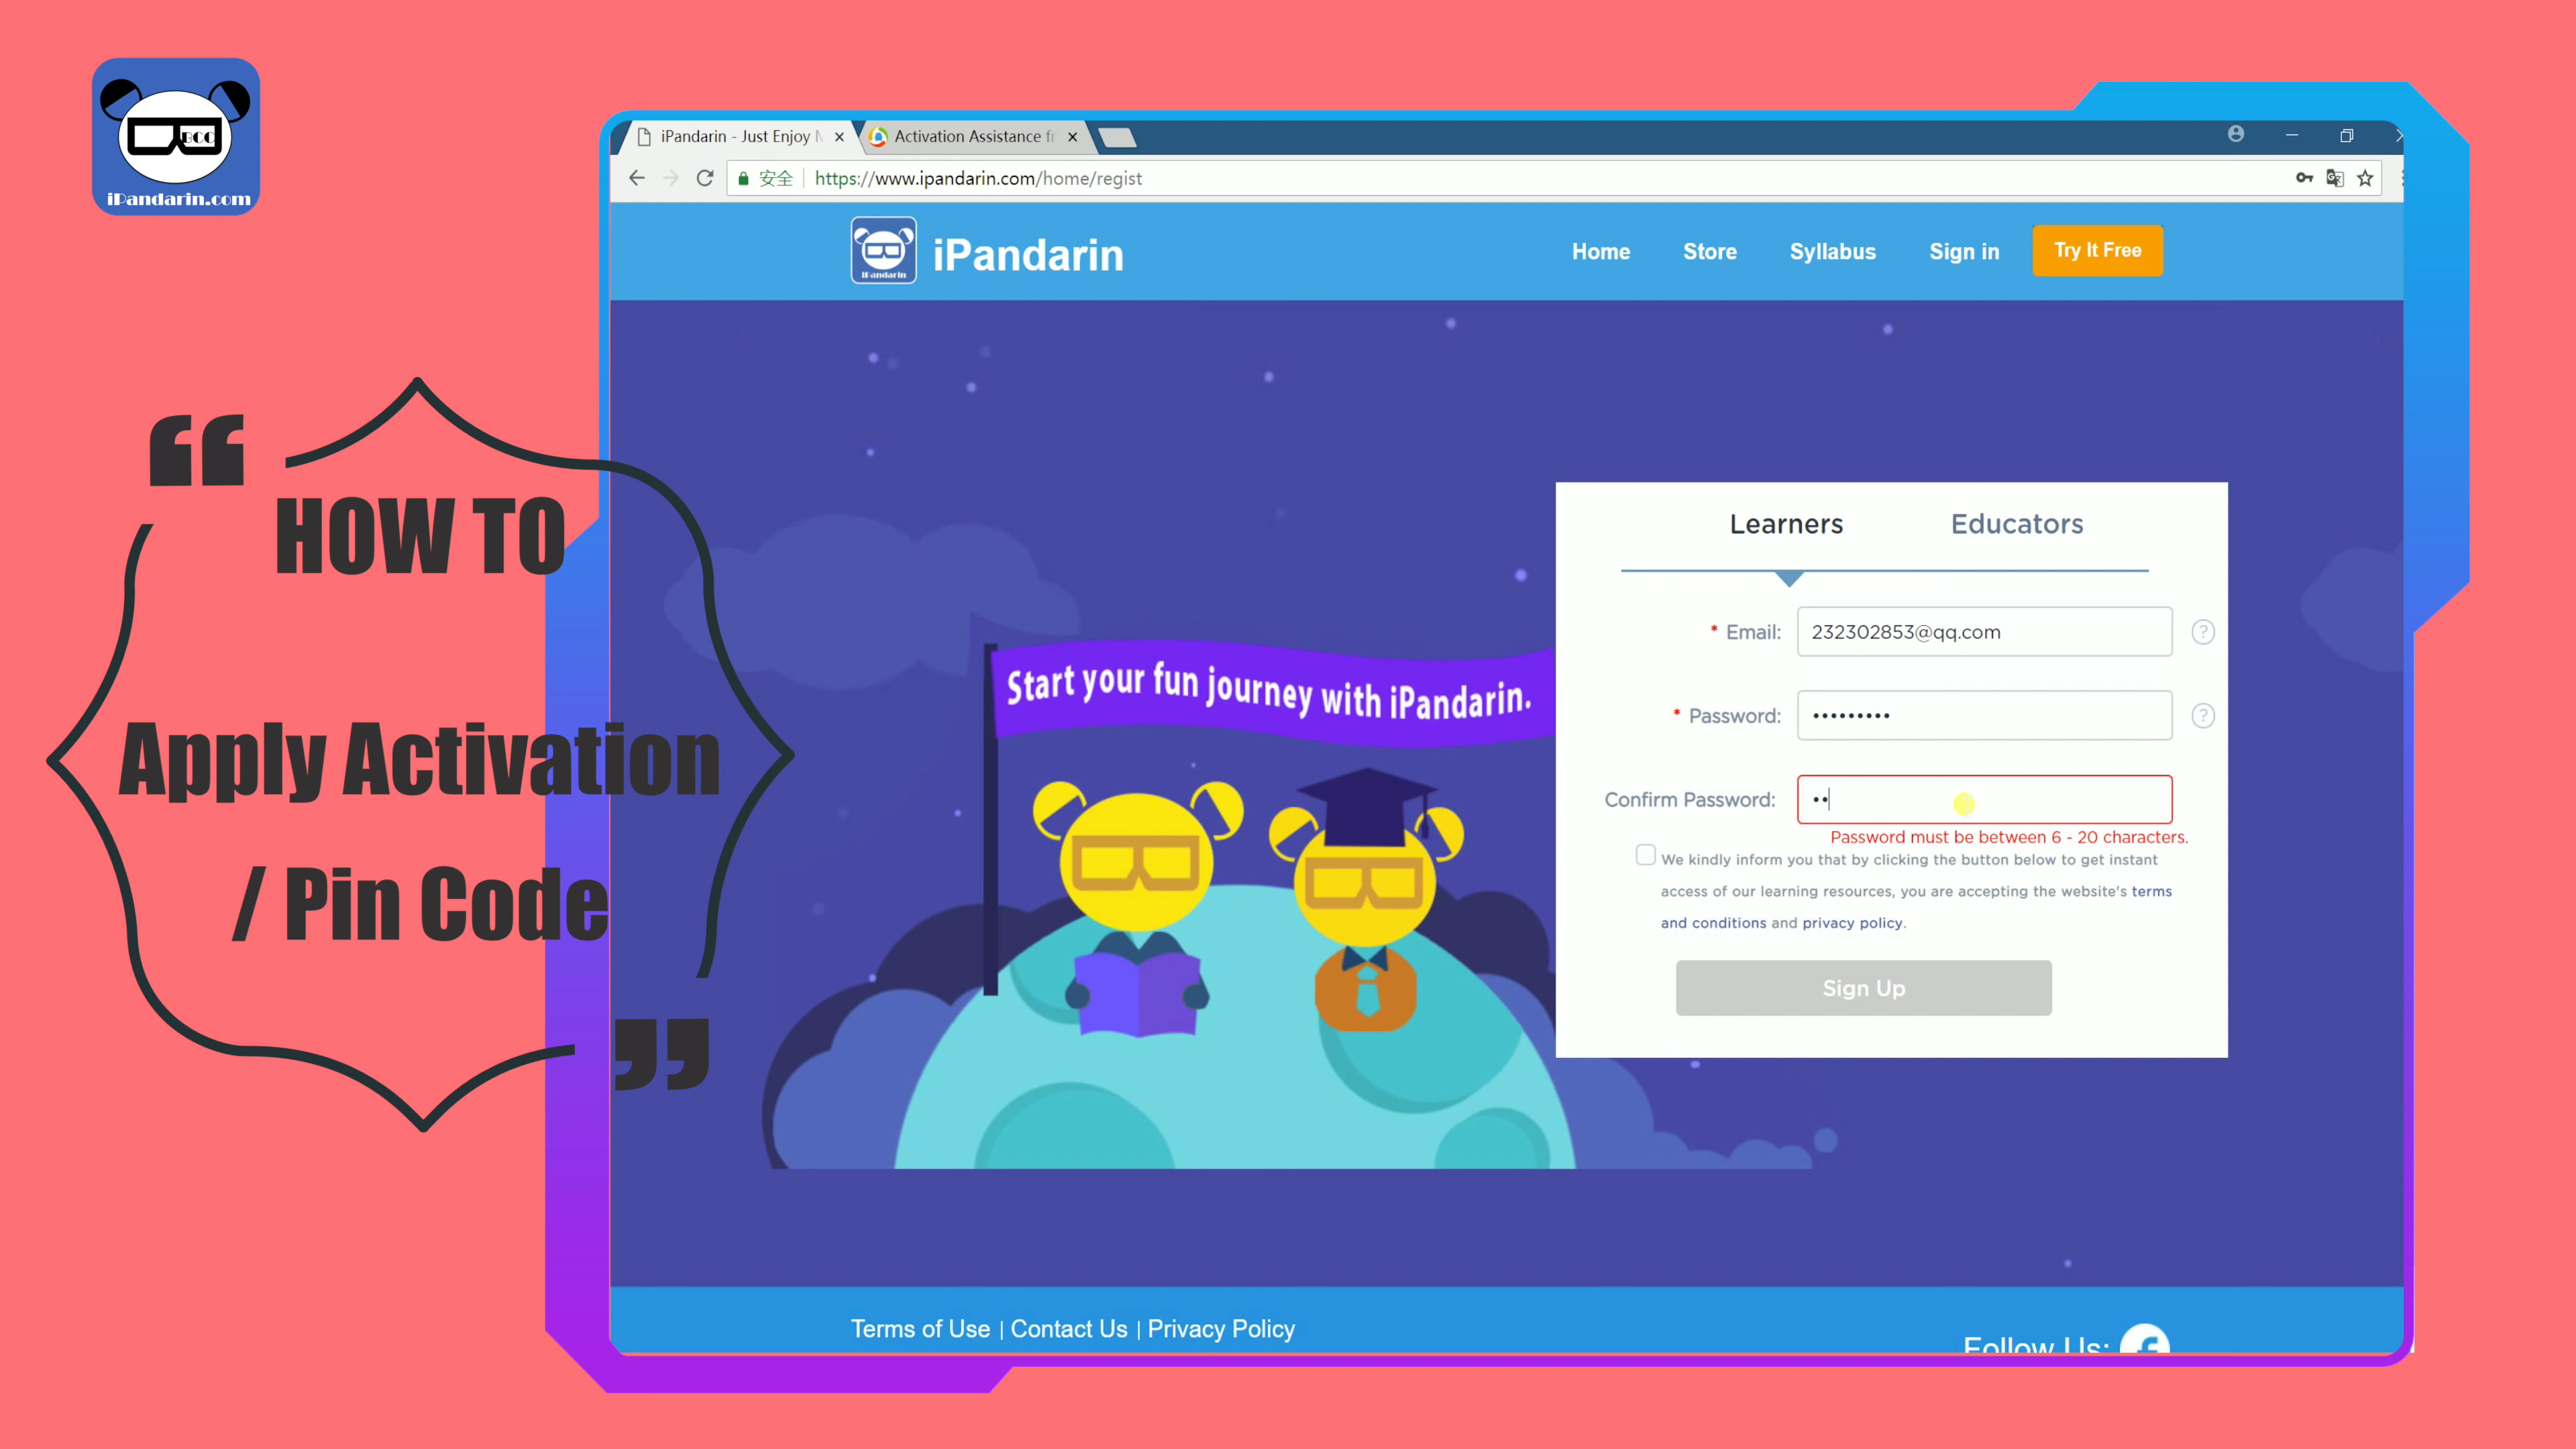 BCC
iPandarin.com
“
HOW TO
Apply Activation
/ Pin Code
”
iPandarin - Just Enjoy
Activation Assistance fr
安全 | https://www.ipandarin.com/home/regist
iPandarin
iPandarin
Home Store Syllabus Sign in Try It Free
Start your fun journey with iPandarin.
Learners Educators
* Email: 232302853@qq.com ?
* Password: ••••••••• ?
Confirm Password: ••
Password must be between 6 - 20 characters.
We kindly inform you that by clicking the button below to get instant
access of our learning resources, you are accepting the website's terms
and conditions and privacy policy.
Sign Up
Terms of Use | Contact Us | Privacy Policy
Follow Us: f